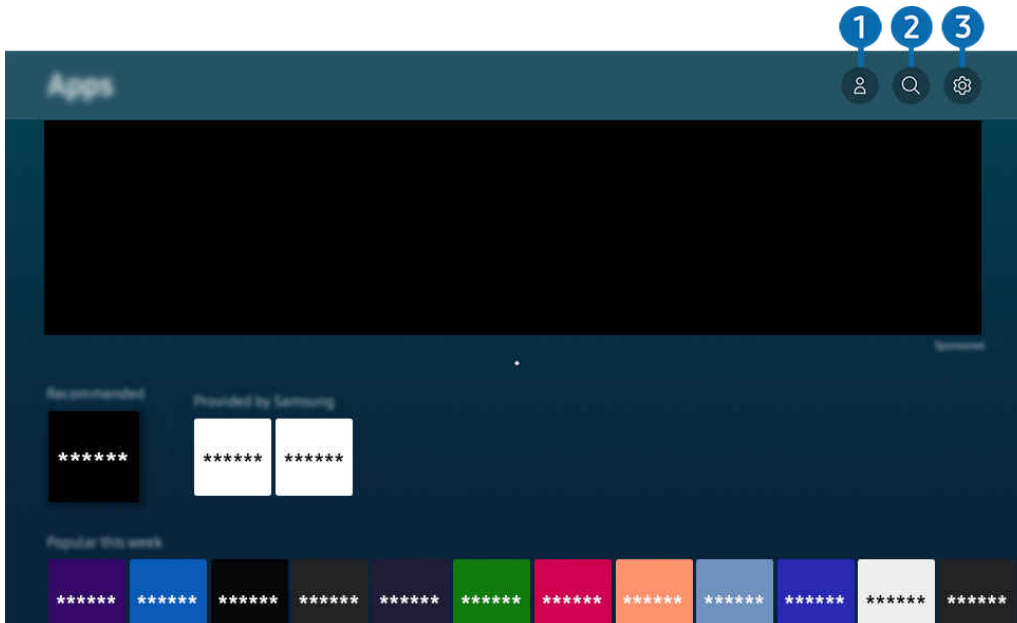 1 2 3
Apps
Sponsored
Recommended
Provided by Samsung
****** ****** ******
Popular this week
****** ****** ****** ****** ****** ****** ****** ****** ****** ****** ****** ******